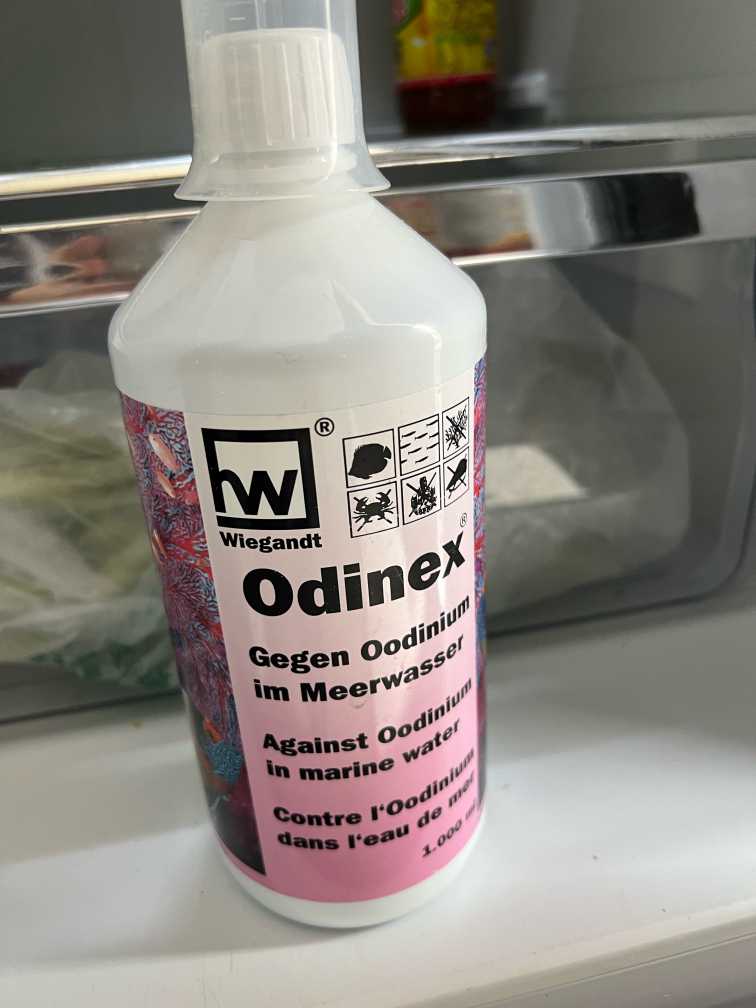 hw
®
Wiegandt
Odinex®
Gegen Oodinium
im Meerwasser
Against Oodinium
in marine water
Contre l'Oodinium
dans l'eau de mer
1.000 ml